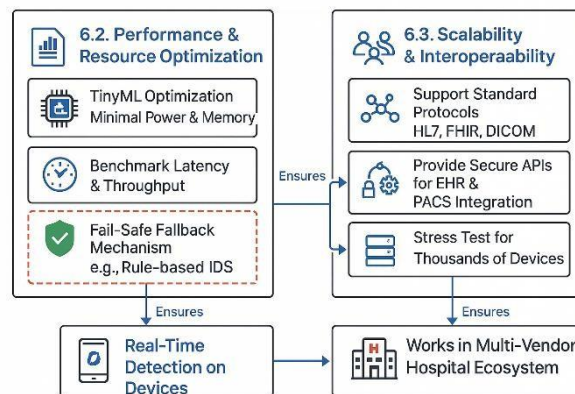 6.2. Performance &
Resource Optimization
TinyML Optimization
Minimal Power & Memory
Benchmark Latency
& Throughput
Fail-Safe Fallback
Mechanism
e.g., Rule-based IDS
Ensures
6.3. Scalability
& Interoperaability
Support Standard
Protocols
HL7, FHIR, DICOM
Provide Secure APIs
for EHR &
PACS Integration
Stress Test for
Thousands of Devices
Ensures
Ensures
Real-Time
Detection on
Devices
H
Works in Multi-Vendor
Hospital Ecosystem